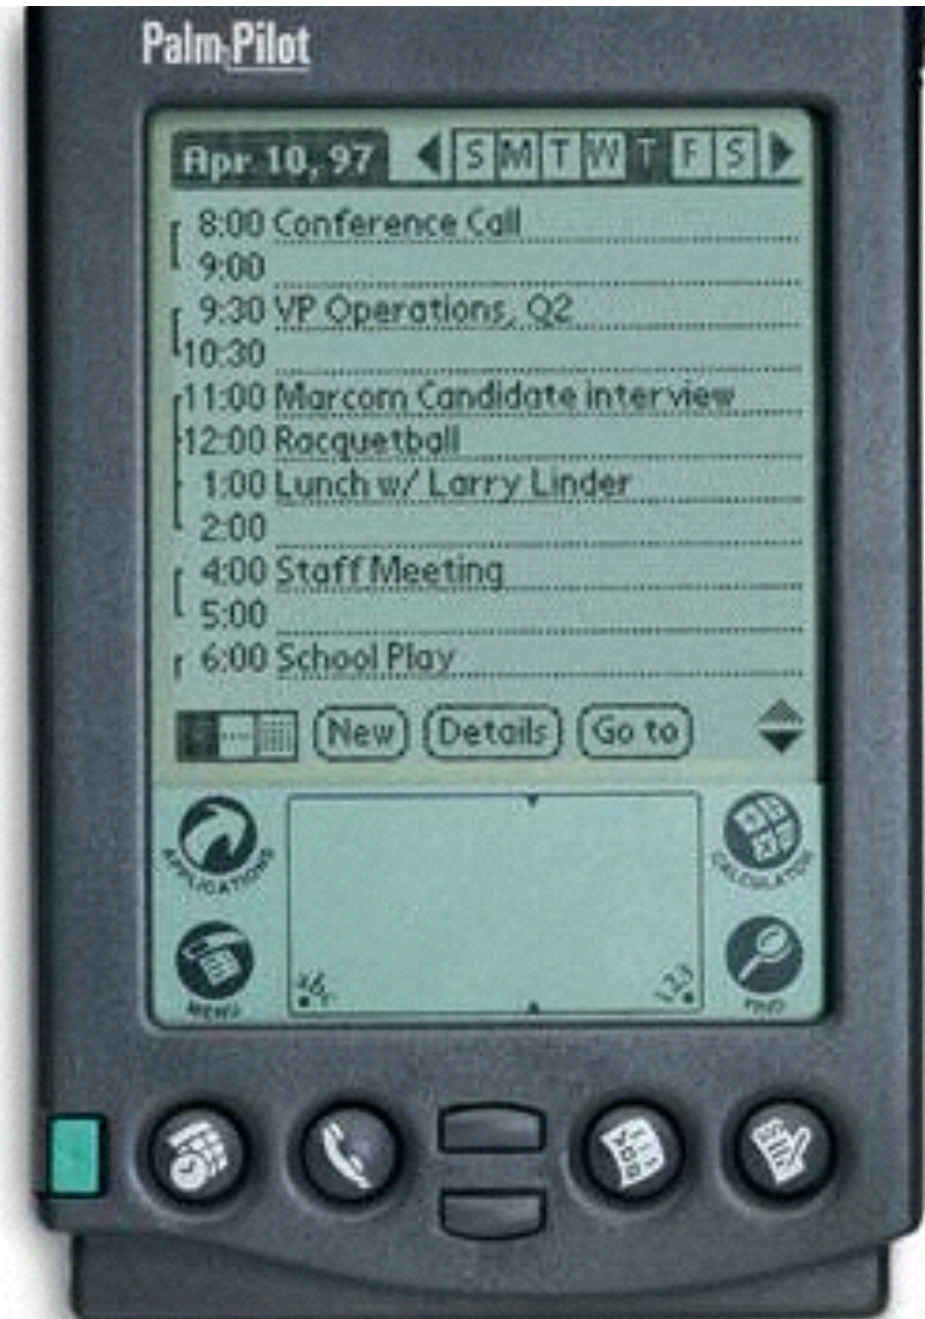 Palm Pilot
Apr 10, 97 S M T W T F S
8:00 Conference Call
9:00
9:30 VP Operations, Q2
10:30
11:00 Marcom Candidate interview
12:00 Racquetball
1:00 Lunch w/ Larry Linder
2:00
4:00 Staff Meeting
5:00
6:00 School Play
New Details Go to
APPLICATIONS
CALCULATOR
MENU
abc
123
FIND